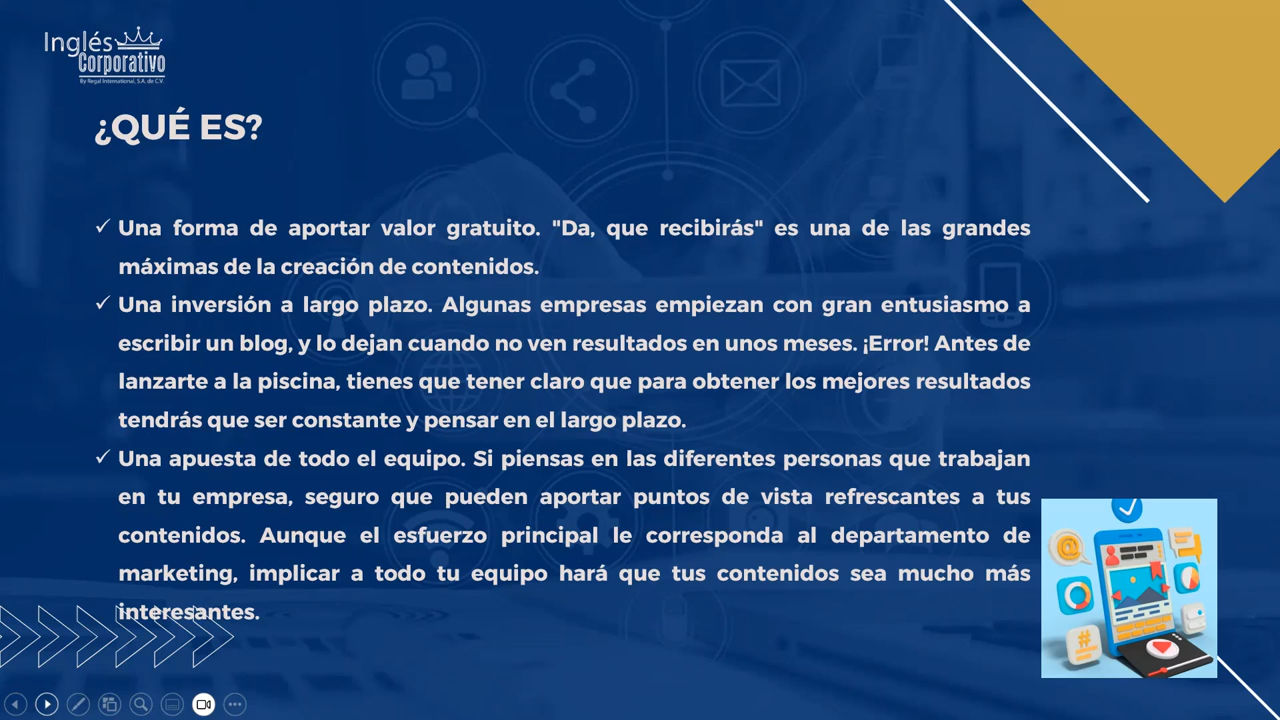 Inglés
Corporativo
By Regal International, S.A. de C.V.
¿QUÉ ES?
✓ Una forma de aportar valor gratuito. "Da, que recibirás" es una de las grandes
máximas de la creación de contenidos.
✓ Una inversión a largo plazo. Algunas empresas empiezan con gran entusiasmo a
escribir un blog, y lo dejan cuando no ven resultados en unos meses. ¡Error! Antes de
lanzarte a la piscina, tienes que tener claro que para obtener los mejores resultados
tendrás que ser constante y pensar en el largo plazo.
✓ Una apuesta de todo el equipo. Si piensas en las diferentes personas que trabajan
en tu empresa, seguro que pueden aportar puntos de vista refrescantes a tus
contenidos. Aunque el esfuerzo principal le corresponda al departamento de
marketing, implicar a todo tu equipo hará que tus contenidos sea mucho más
interesantes.
@
#